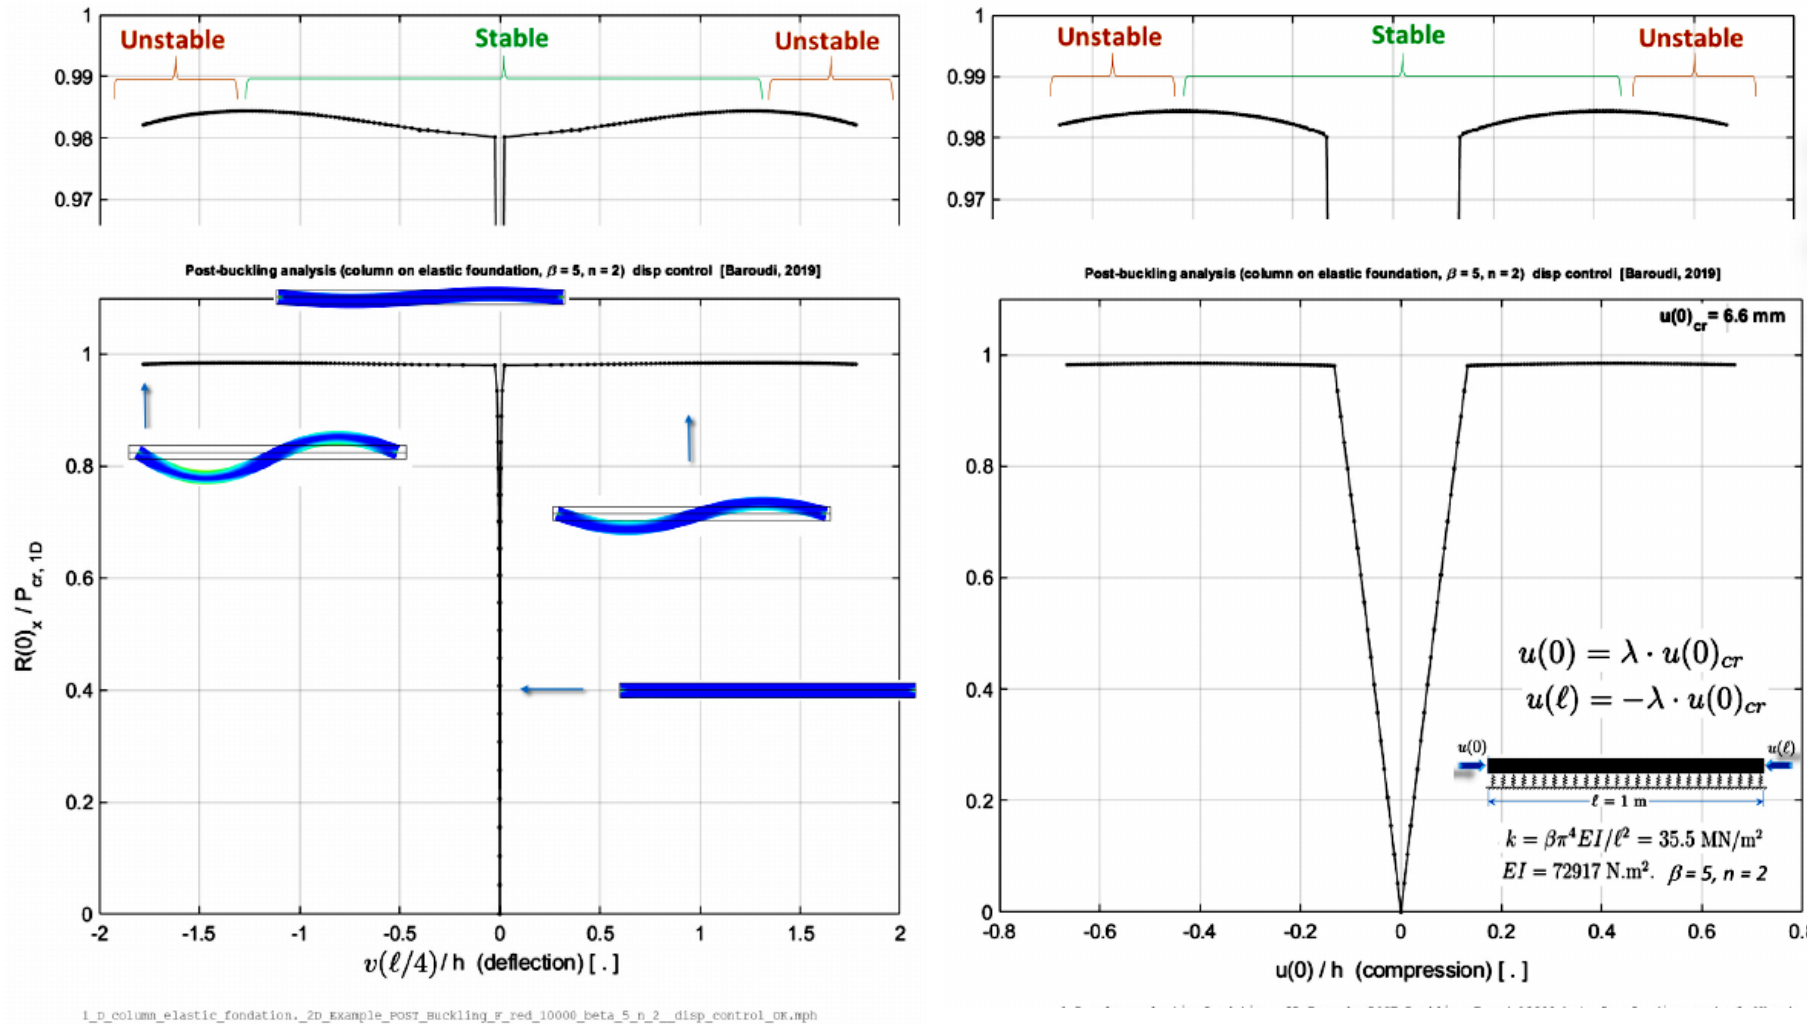 1
Unstable
Stable
Unstable
0.99
0.98
0.97
1
Unstable
Stable
Unstable
0.99
0.98
0.97
Post-buckling analysis (column on elastic foundation, β = 5, n = 2)  disp control  [Baroudi, 2019]
1
0.8
0.6
0.4
0.2
0
R(0)x / Pcr, 1D
-2 -1.5 -1 -0.5 0 0.5 1 1.5 2
v(ℓ/4)/ h (deflection) [ . ]
1_D_column_elastic_fondation._2D_Example_POST_Buckling_F_red_10000_beta_5_n_2__disp_control_OK.mph
Post-buckling analysis (column on elastic foundation, β = 5, n = 2)  disp control  [Baroudi, 2019]
u(0)cr = 6.6 mm
1
0.8
0.6
0.4
0.2
0
u(0) = λ · u(0)cr
u(ℓ) = −λ · u(0)cr
u(0)
u(ℓ)
ℓ = 1 m
k = βπ⁴EI/ℓ² = 35.5 MN/m²
EI = 72917 N.m². β = 5, n = 2
-0.8 -0.6 -0.4 -0.2 0 0.2 0.4 0.6
u(0) / h (compression) [ . ]